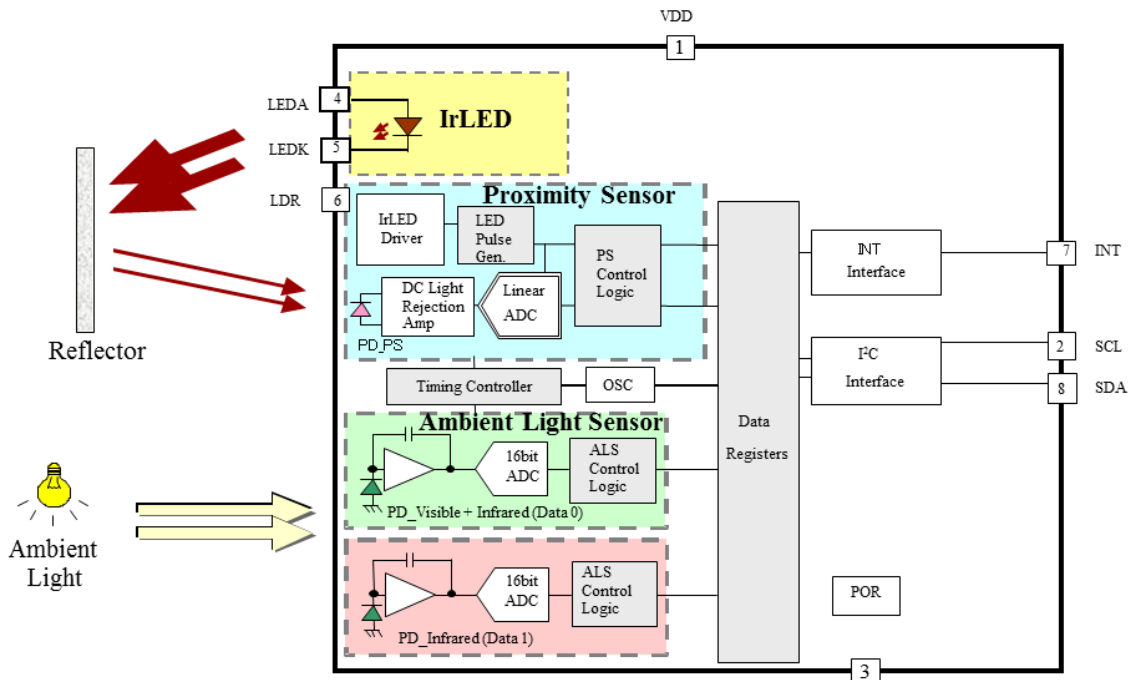 VDD
1
4
LEDA
IrLED
5
LEDK
6
LDR
Proximity Sensor
IrLED
Driver
LED
Pulse
Gen.
PS
Control
Logic
INT
Interface
7
INT
DC Light
Rejection
Amp
Linear
ADC
PD_PS
Reflector
I²C
Interface
2
SCL
8
SDA
Timing Controller
OSC
Data
Registers
Ambient Light Sensor
16bit
ADC
ALS
Control
Logic
PD_Visible + Infrared (Data 0)
Ambient
Light
16bit
ADC
ALS
Control
Logic
PD_Infrared (Data 1)
POR
3